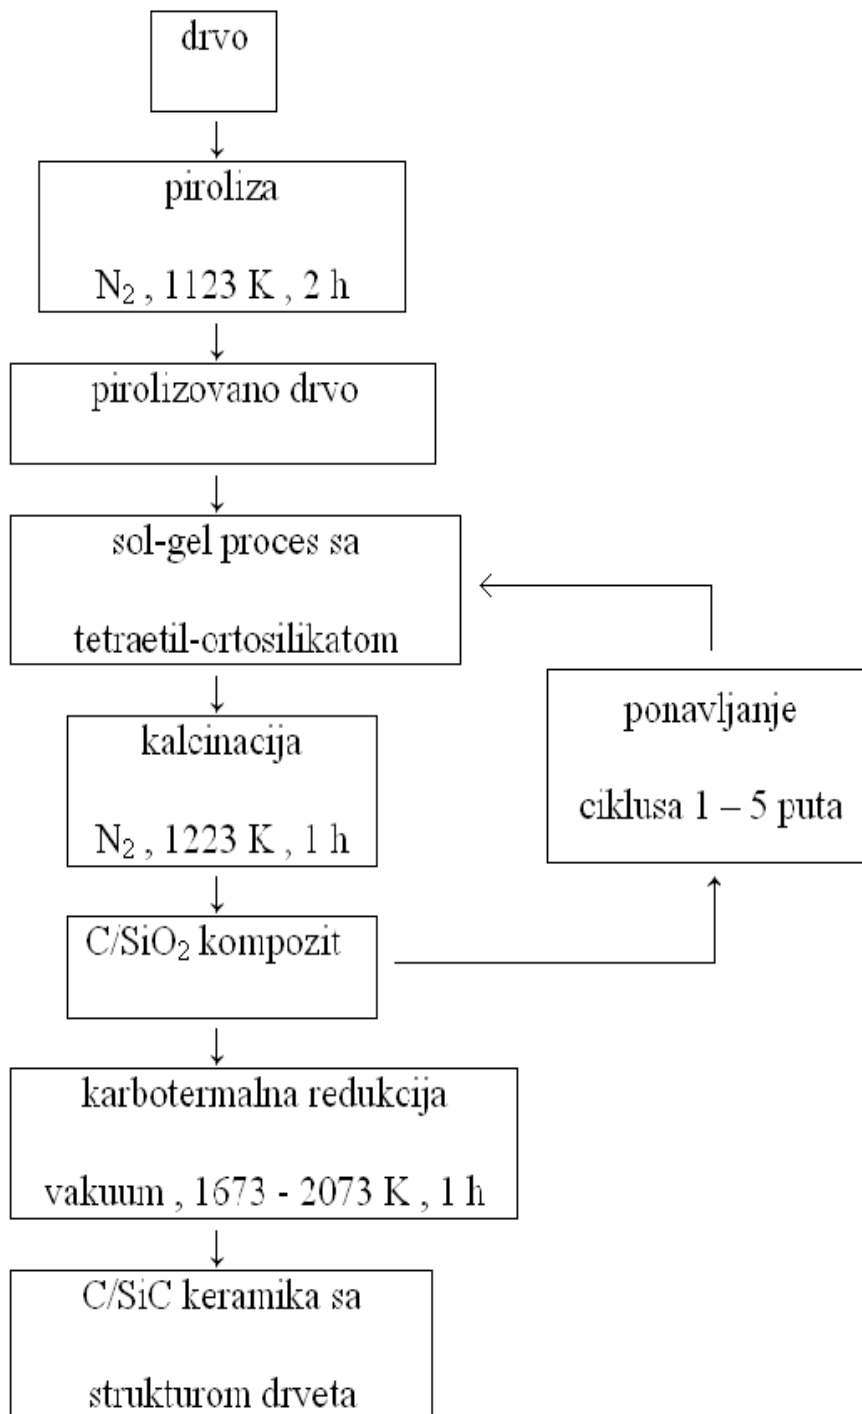 drvo
piroliza
N₂ , 1123 K , 2 h
pirolizovano drvo
sol-gel proces sa
tetraetil-ortosilikatom
kalcinacija
N₂ , 1223 K , 1 h
ponavljanje
ciklusa 1 – 5 puta
C/SiO₂ kompozit
karbotermalna redukcija
vakuum , 1673 - 2073 K , 1 h
C/SiC keramika sa
strukturom drveta